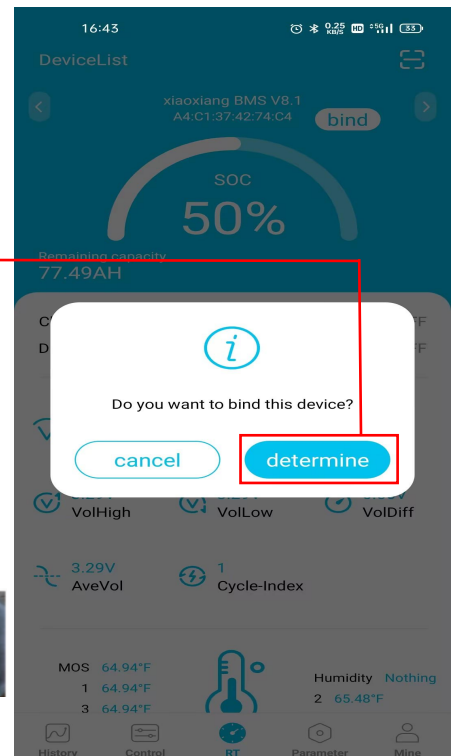 16:43
0.25
KB/S
HD
5G
33
DeviceList
xiaoxiang BMS V8.1
A4:C1:37:42:74:C4
bind
SOC
50%
Remaining capacity
77.49AH
Do you want to bind this device?
cancel
determine
VolHigh
VolLow
VolDiff
3.29V
AveVol
1
Cycle-Index
MOS 64.94°F
1 64.94°F
3 64.94°F
Humidity Nothing
2 65.48°F
History
Control
RT
Parameter
Mine